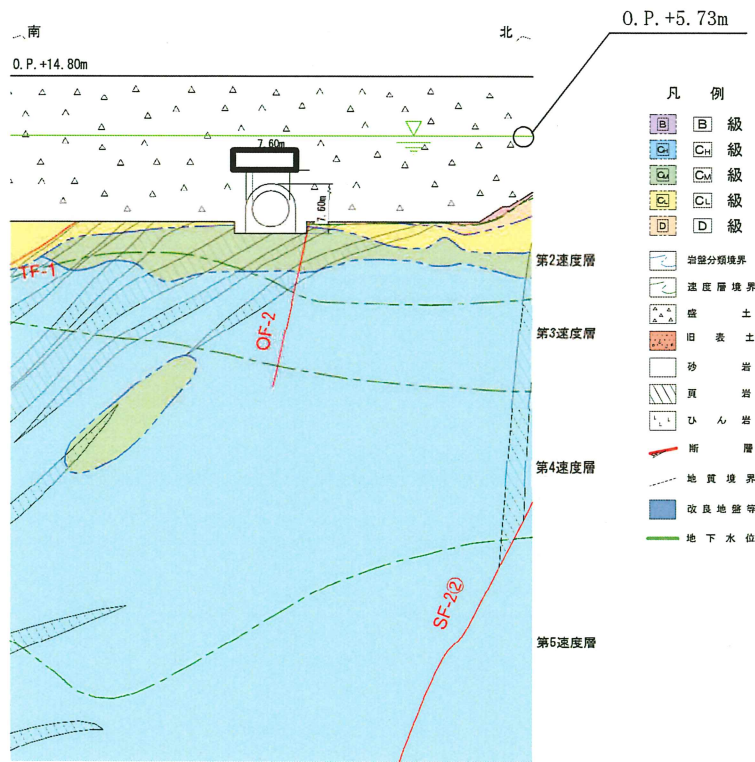 O.P.+5.73m
南
北
O.P.+14.80m
7.60m
7.60m
TF-1
OF-2
SF-2②
第2速度層
第3速度層
第4速度層
第5速度層
凡 例
B B 級
CH CH 級
CM CM 級
CL CL 級
D D 級
岩盤分類境界
速度層境界
盛 土
旧 表 土
砂 岩
頁 岩
ひ ん 岩
断 層
地 質 境 界
改良地盤等
地 下 水 位